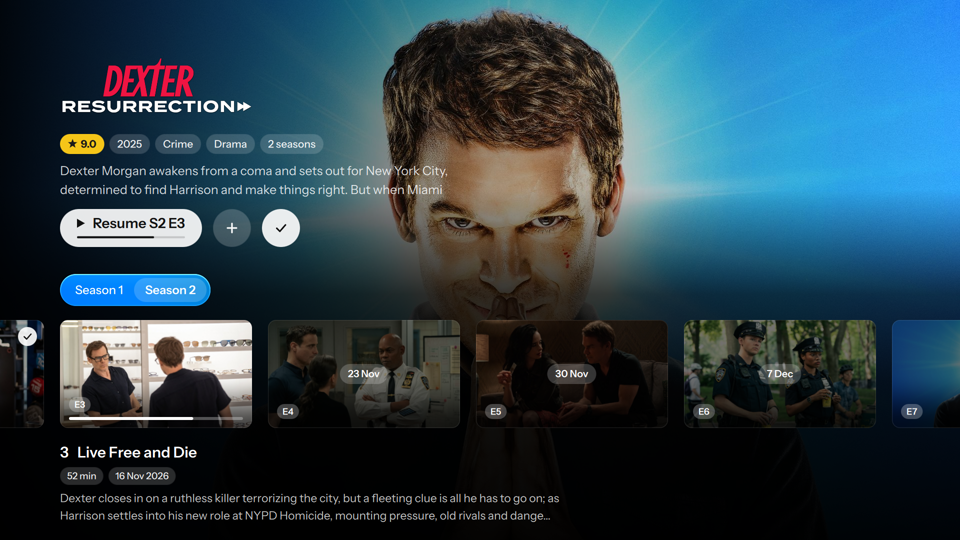 DEXTER
RESURRECTION
9.0 2025 Crime Drama 2 seasons
Dexter Morgan awakens from a coma and sets out for New York City,
determined to find Harrison and make things right. But when Miami
Resume S2 E3
Season 1 Season 2
23 Nov 30 Nov 7 Dec
E3 E4 E5 E6 E7
3 Live Free and Die
52 min 16 Nov 2026
Dexter closes in on a ruthless killer terrorizing the city, but a fleeting clue is all he has to go on; as
Harrison settles into his new role at NYPD Homicide, mounting pressure, old rivals and dange...